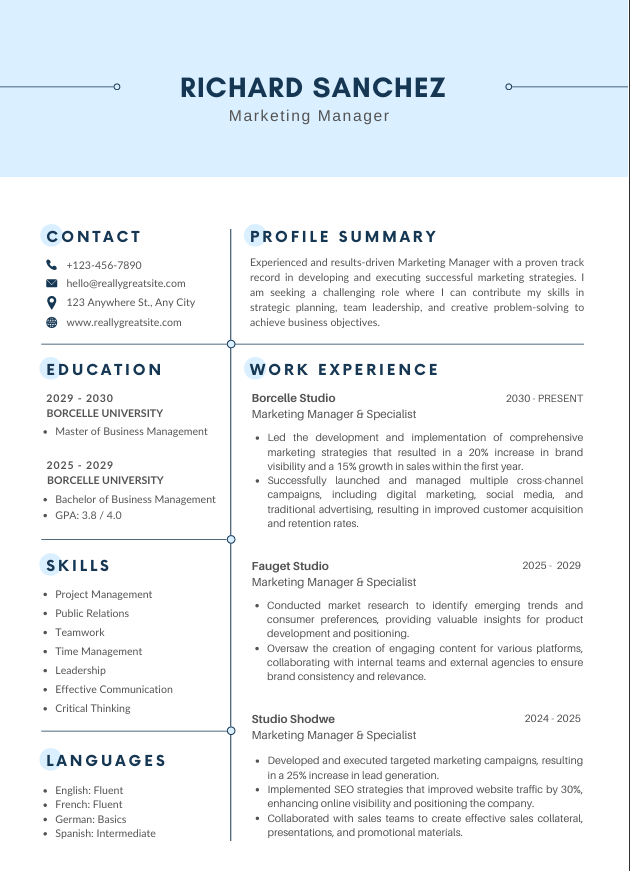 RICHARD SANCHEZ
Marketing Manager
CONTACT
+123-456-7890
hello@reallygreatsite.com
123 Anywhere St., Any City
www.reallygreatsite.com
EDUCATION
2029 - 2030
BORCELLE UNIVERSITY
• Master of Business Management
2025 - 2029
BORCELLE UNIVERSITY
• Bachelor of Business Management
• GPA: 3.8 / 4.0
SKILLS
• Project Management
• Public Relations
• Teamwork
• Time Management
• Leadership
• Effective Communication
• Critical Thinking
LANGUAGES
• English: Fluent
• French: Fluent
• German: Basics
• Spanish: Intermediate
PROFILE SUMMARY
Experienced and results-driven Marketing Manager with a proven track
record in developing and executing successful marketing strategies. I
am seeking a challenging role where I can contribute my skills in
strategic planning, team leadership, and creative problem-solving to
achieve business objectives.
WORK EXPERIENCE
Borcelle Studio 2030 - PRESENT
Marketing Manager & Specialist
• Led the development and implementation of comprehensive
marketing strategies that resulted in a 20% increase in brand
visibility and a 15% growth in sales within the first year.
• Successfully launched and managed multiple cross-channel
campaigns, including digital marketing, social media, and
traditional advertising, resulting in improved customer acquisition
and retention rates.
Fauget Studio 2025 - 2029
Marketing Manager & Specialist
• Conducted market research to identify emerging trends and
consumer preferences, providing valuable insights for product
development and positioning.
• Oversaw the creation of engaging content for various platforms,
collaborating with internal teams and external agencies to ensure
brand consistency and relevance.
Studio Shodwe 2024 - 2025
Marketing Manager & Specialist
• Developed and executed targeted marketing campaigns, resulting
in a 25% increase in lead generation.
• Implemented SEO strategies that improved website traffic by 30%,
enhancing online visibility and positioning the company.
• Collaborated with sales teams to create effective sales collateral,
presentations, and promotional materials.